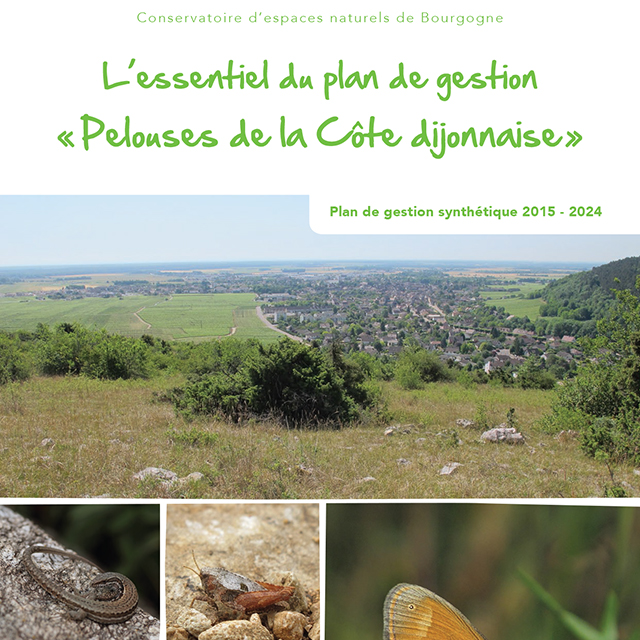 Conservatoire d'espaces naturels de Bourgogne
L'essentiel du plan de gestion
« Pelouses de la Côte dijonnaise »
Plan de gestion synthétique 2015 - 2024